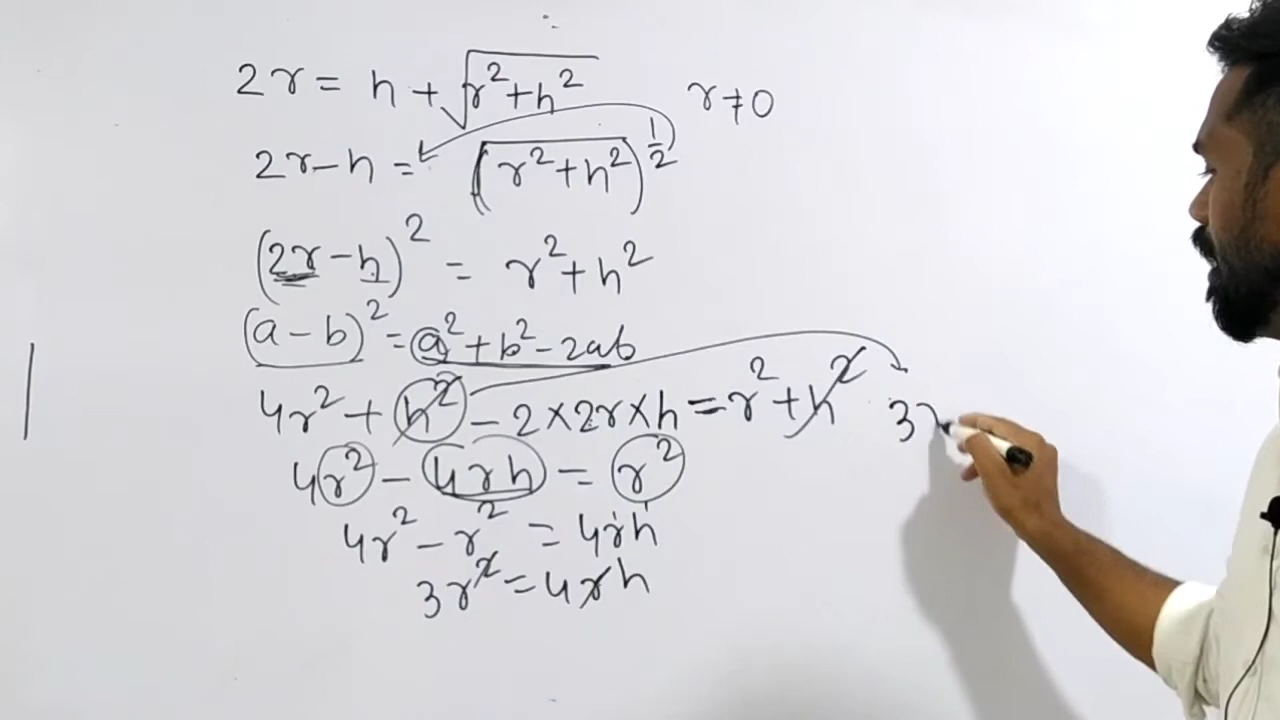 2r = h + √(r² + h²) r ≠ 0
2r – h = (r² + h²)^½
(2r – h)² = r² + h²
(a – b)² = a² + b² – 2ab
4r² + h² – 2 × 2r × h = r² + h²
3r
4r² – 4rh = r²
4r² – r² = 4rh
3r² = 4rh